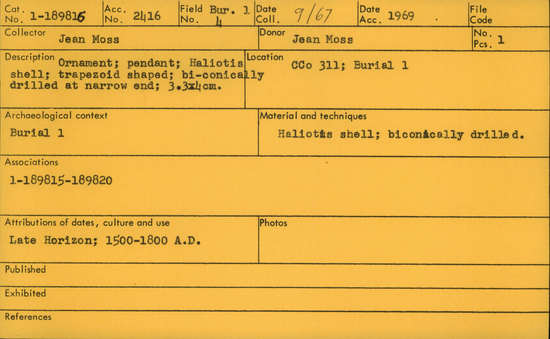 Cat. No. 1-189816 Acc. No. 2416 Field No. Bur. 1 4 Date Coll. 9/67 Date Acc. 1969 File Code
Collector Jean Moss Donor Jean Moss No. Pcs. 1
Description Ornament; pendant; Haliotis
shell; trapezoid shaped; bi-conically
drilled at narrow end; 3.3x4cm.
Location CCo 311; Burial 1
Archaeological context
Burial 1
Material and techniques
Haliotis shell; biconically drilled.
Associations
1-189815-189820
Attributions of dates, culture and use
Late Horizon; 1500-1800 A.D.
Photos
Published
Exhibited
References